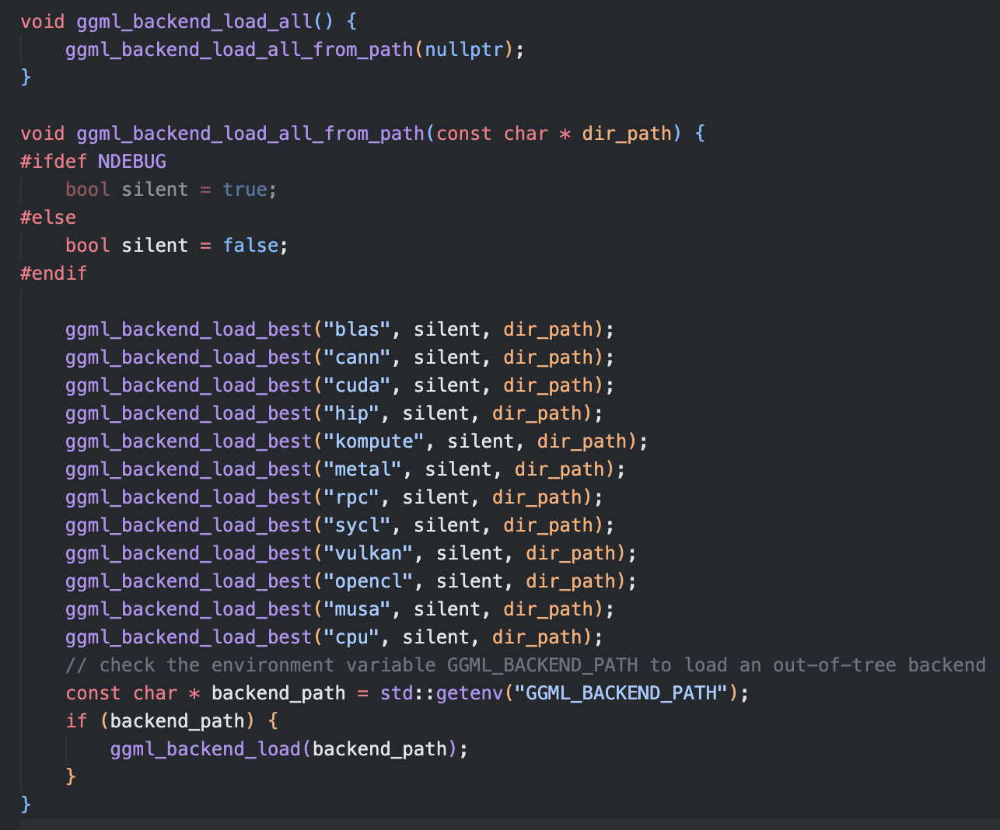 void ggml_backend_load_all() {
    ggml_backend_load_all_from_path(nullptr);
}

void ggml_backend_load_all_from_path(const char * dir_path) {
#ifdef NDEBUG
    bool silent = true;
#else
    bool silent = false;
#endif

    ggml_backend_load_best("blas", silent, dir_path);
    ggml_backend_load_best("cann", silent, dir_path);
    ggml_backend_load_best("cuda", silent, dir_path);
    ggml_backend_load_best("hip", silent, dir_path);
    ggml_backend_load_best("kompute", silent, dir_path);
    ggml_backend_load_best("metal", silent, dir_path);
    ggml_backend_load_best("rpc", silent, dir_path);
    ggml_backend_load_best("sycl", silent, dir_path);
    ggml_backend_load_best("vulkan", silent, dir_path);
    ggml_backend_load_best("opencl", silent, dir_path);
    ggml_backend_load_best("musa", silent, dir_path);
    ggml_backend_load_best("cpu", silent, dir_path);
    // check the environment variable GGML_BACKEND_PATH to load an out-of-tree backend
    const char * backend_path = std::getenv("GGML_BACKEND_PATH");
    if (backend_path) {
        ggml_backend_load(backend_path);
    }
}